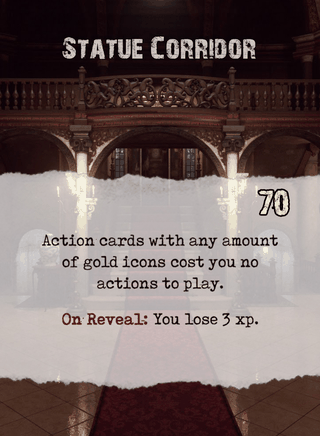 Statue Corridor
70
Action cards with any amount
of gold icons cost you no
actions to play.
On Reveal: You lose 3 xp.